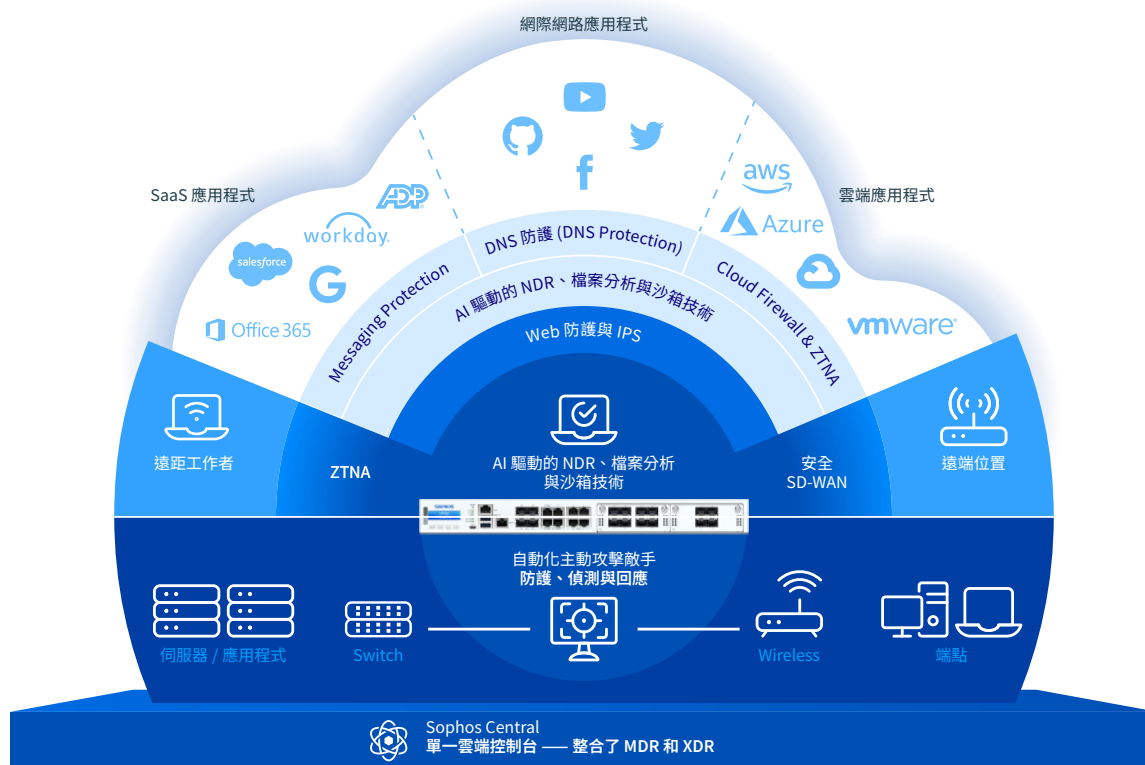 網際網路應用程式
SaaS 應用程式
雲端應用程式
ADP
workday.
salesforce
G
Office 365
f
aws
Azure
vmware®
Messaging Protection
DNS 防護 (DNS Protection)
Cloud Firewall & ZTNA
AI 驅動的 NDR、檔案分析與沙箱技術
Web 防護與 IPS
遠距工作者
ZTNA
AI 驅動的 NDR、檔案分析
與沙箱技術
安全
SD-WAN
遠端位置
SOPHOS
自動化主動攻擊敵手
防護、偵測與回應
伺服器 / 應用程式
Switch
Wireless
端點
Sophos Central
單一雲端控制台 —— 整合了 MDR 和 XDR